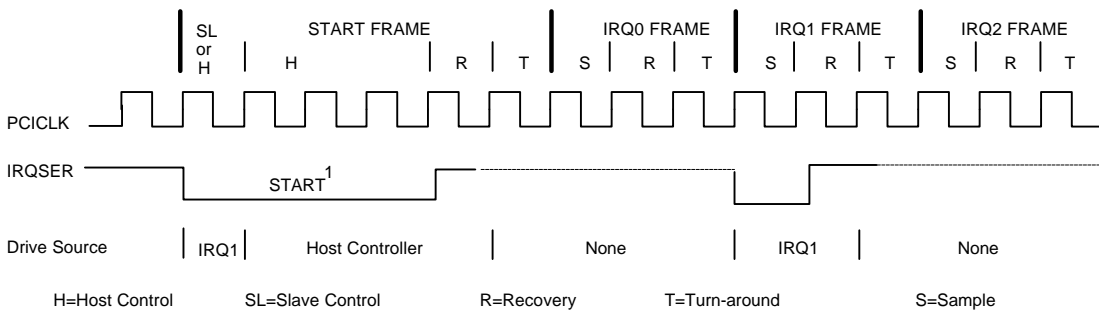 SL
or
H
START FRAME
IRQ0 FRAME
IRQ1 FRAME
IRQ2 FRAME
H
R
T
S
R
T
S
R
T
S
R
T
PCICLK
IRQSER
START1
Drive Source
IRQ1
Host Controller
None
IRQ1
None
H=Host Control
SL=Slave Control
R=Recovery
T=Turn-around
S=Sample